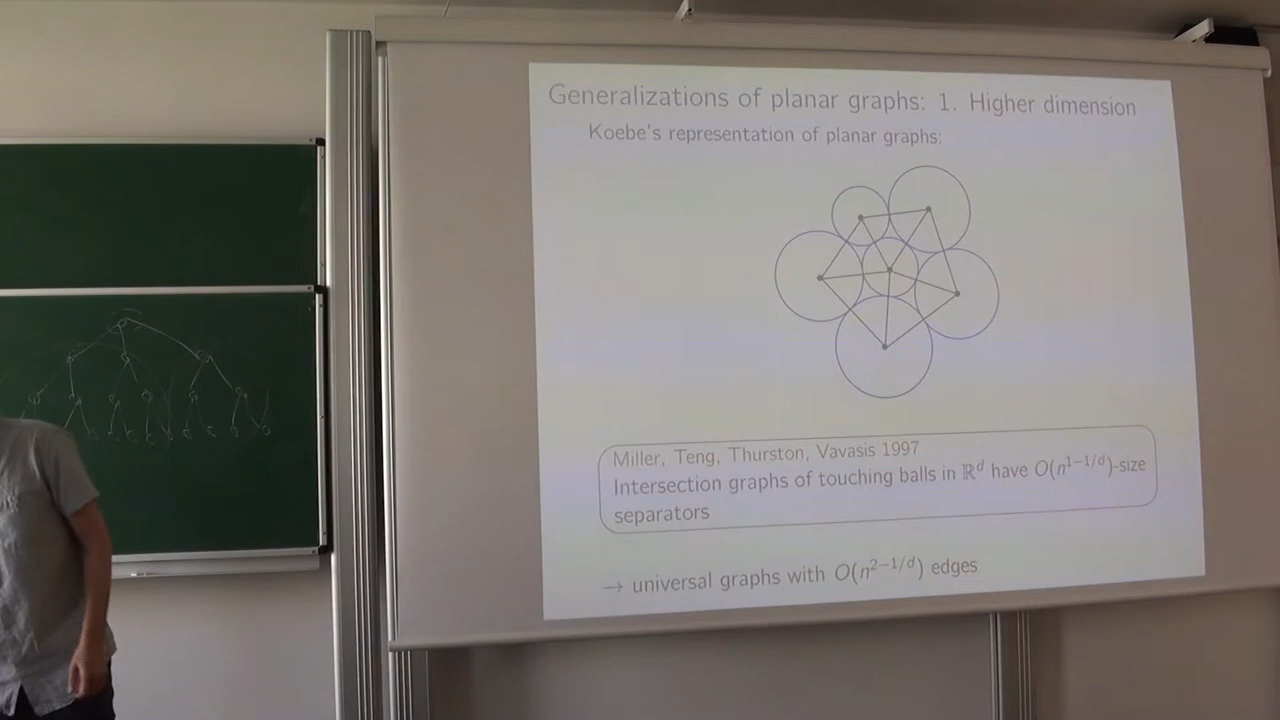 Generalizations of planar graphs: 1. Higher dimension
Koebe's representation of planar graphs:
Miller, Teng, Thurston, Vavasis 1997
Intersection graphs of touching balls in ℝᵈ have O(n^{1−1/d})-size
separators
→ universal graphs with O(n^{2−1/d}) edges